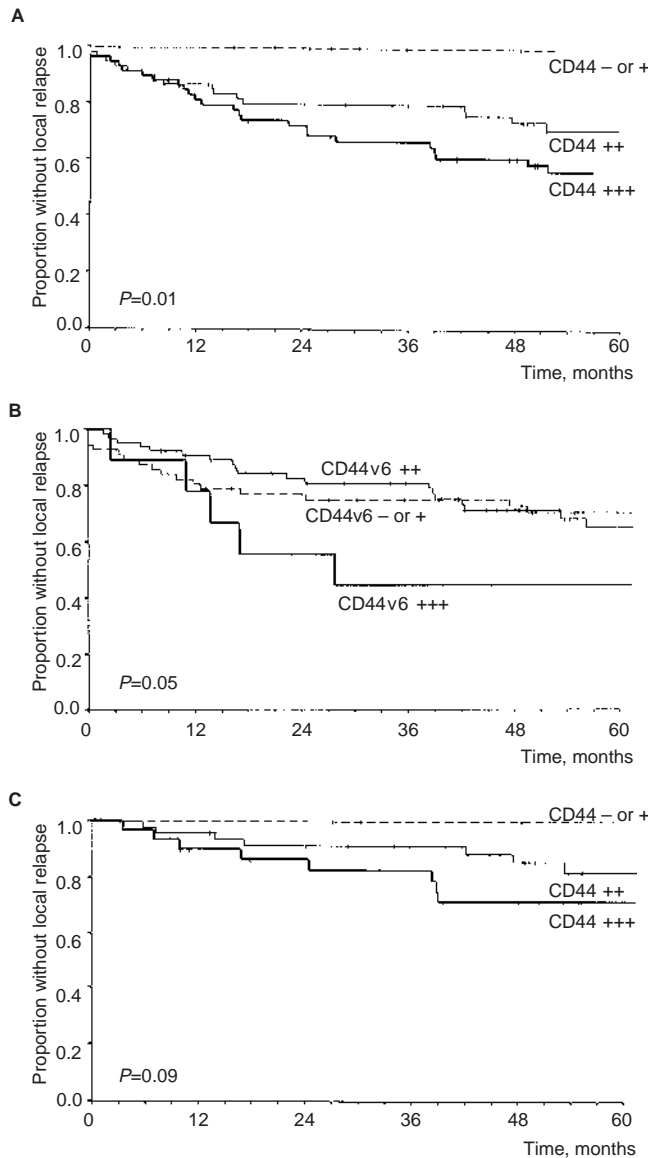 A
Proportion without local relapse
1.0
0.8
0.6
0.4
0.2
0.0
CD44 – or +
CD44 ++
CD44 +++
P=0.01
0 12 24 36 48 60
Time, months
B
Proportion without local relapse
1.0
0.8
0.6
0.4
0.2
0.0
CD44v6 ++
CD44v6 – or +
CD44v6 +++
P=0.05
0 12 24 36 48 60
Time, months
C
Proportion without local relapse
1.0
0.8
0.6
0.4
0.2
0.0
CD44 – or +
CD44 ++
CD44 +++
P=0.09
0 12 24 36 48 60
Time, months